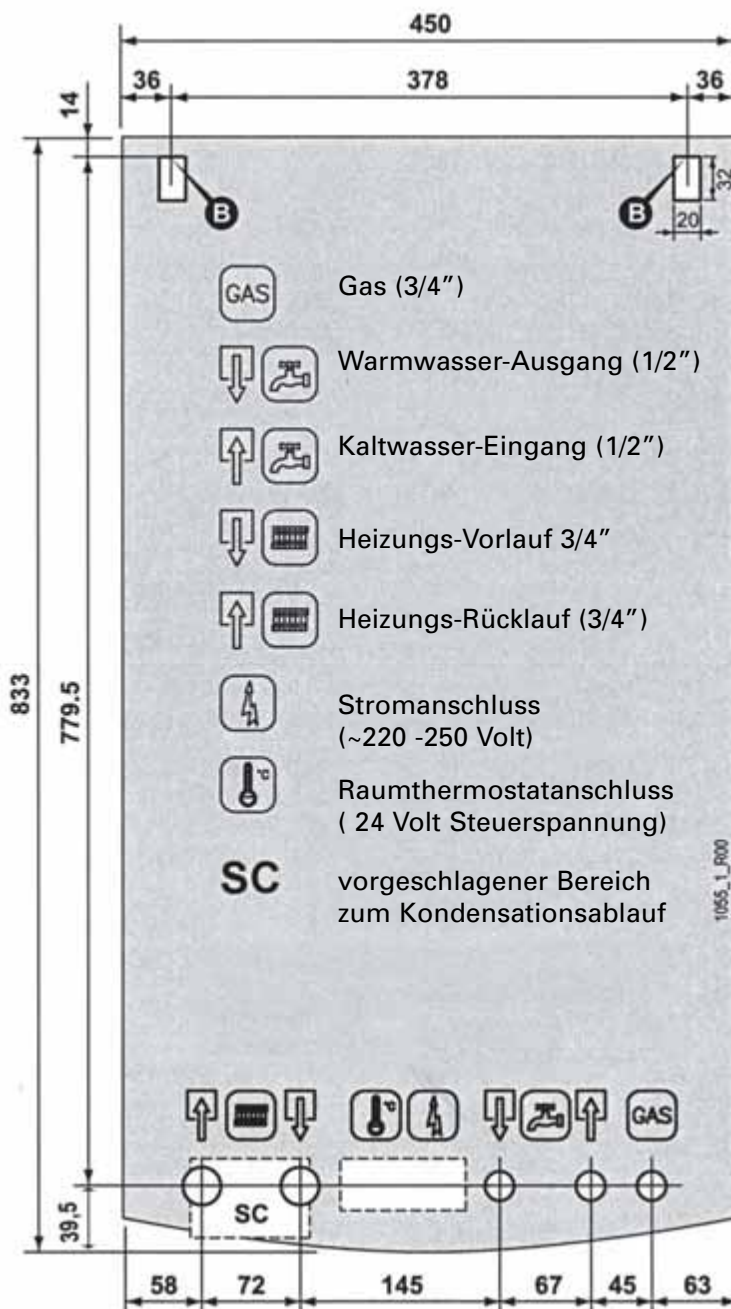 450
36 378 36
14
B B
32
20
GAS Gas (3/4")
Warmwasser-Ausgang (1/2")
Kaltwasser-Eingang (1/2")
Heizungs-Vorlauf 3/4"
Heizungs-Rücklauf (3/4")
833
779.5
Stromanschluss
(~220 -250 Volt)
°C
Raumthermostatanschluss
( 24 Volt Steuerspannung)
SC vorgeschlagener Bereich
zum Kondensationsablauf
1055_1_R00
°C GAS
SC
39,5
58 72 145 67 45 63